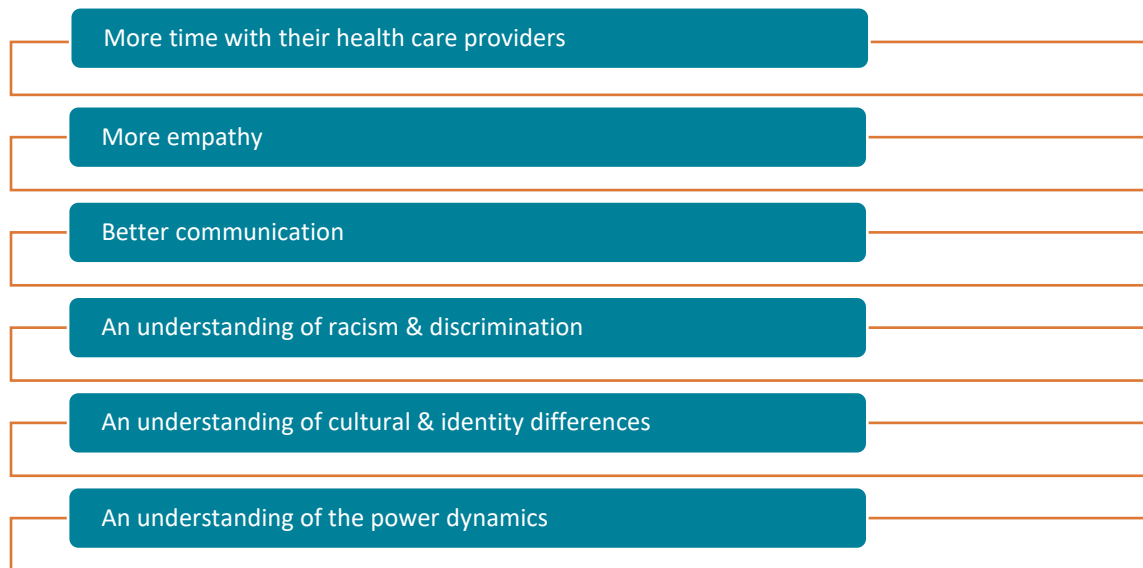 More time with their health care providers
More empathy
Better communication
An understanding of racism & discrimination
An understanding of cultural & identity differences
An understanding of the power dynamics